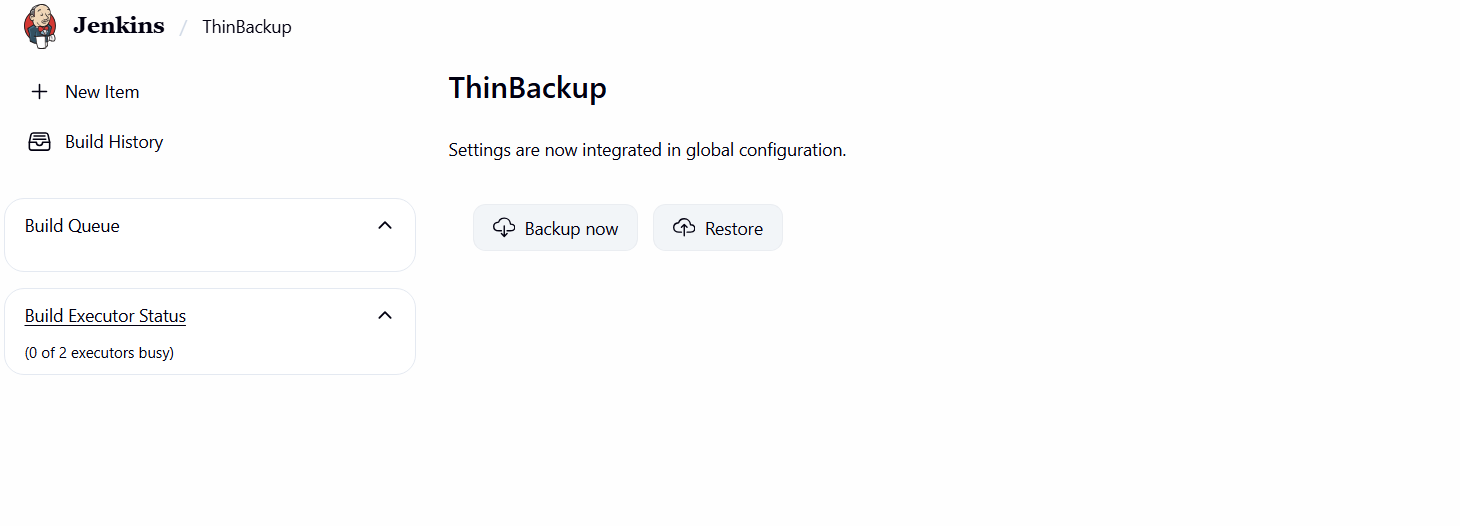 Jenkins / ThinBackup
New Item
Build History
Build Queue
Build Executor Status
(0 of 2 executors busy)
ThinBackup
Settings are now integrated in global configuration.
Backup now Restore